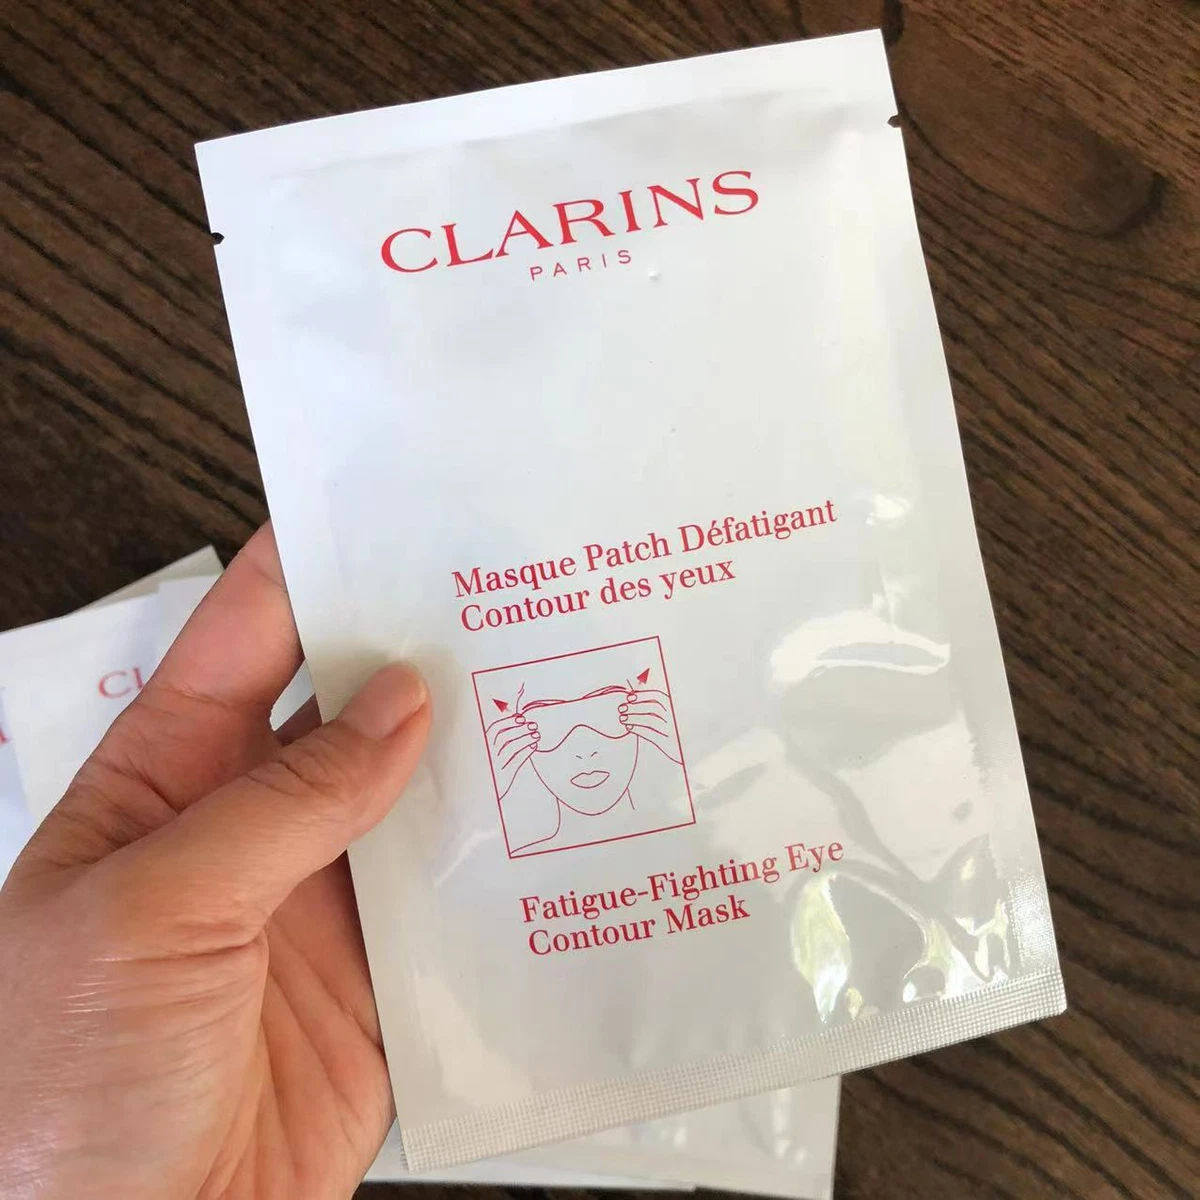 CLARINS
PARIS
Masque Patch Défatigant
Contour des yeux
Fatigue-Fighting Eye
Contour Mask